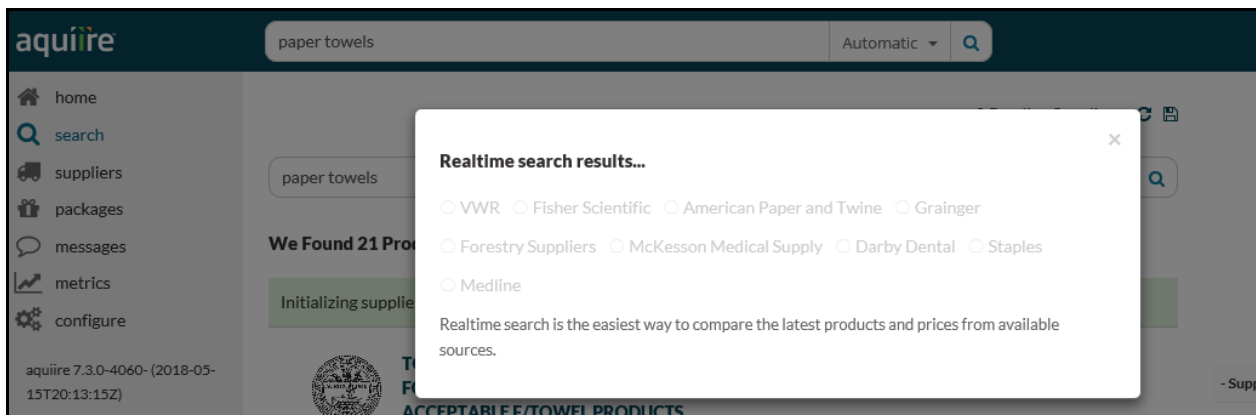 aquiire
paper towels
Automatic
home
search
suppliers
packages
messages
metrics
configure
aquiire 7.3.0-4060- (2018-05-
15T20:13:15Z)
paper towels
We Found 21
Initializing
Realtime search results...
×
VWR Fisher Scientific American Paper and Twine Grainger
Forestry Suppliers McKesson Medical Supply Darby Dental Staples
Medline
Realtime search is the easiest way to compare the latest products and prices from available
sources.
ACCEPTABLE F/TOWEL PRODUCTS